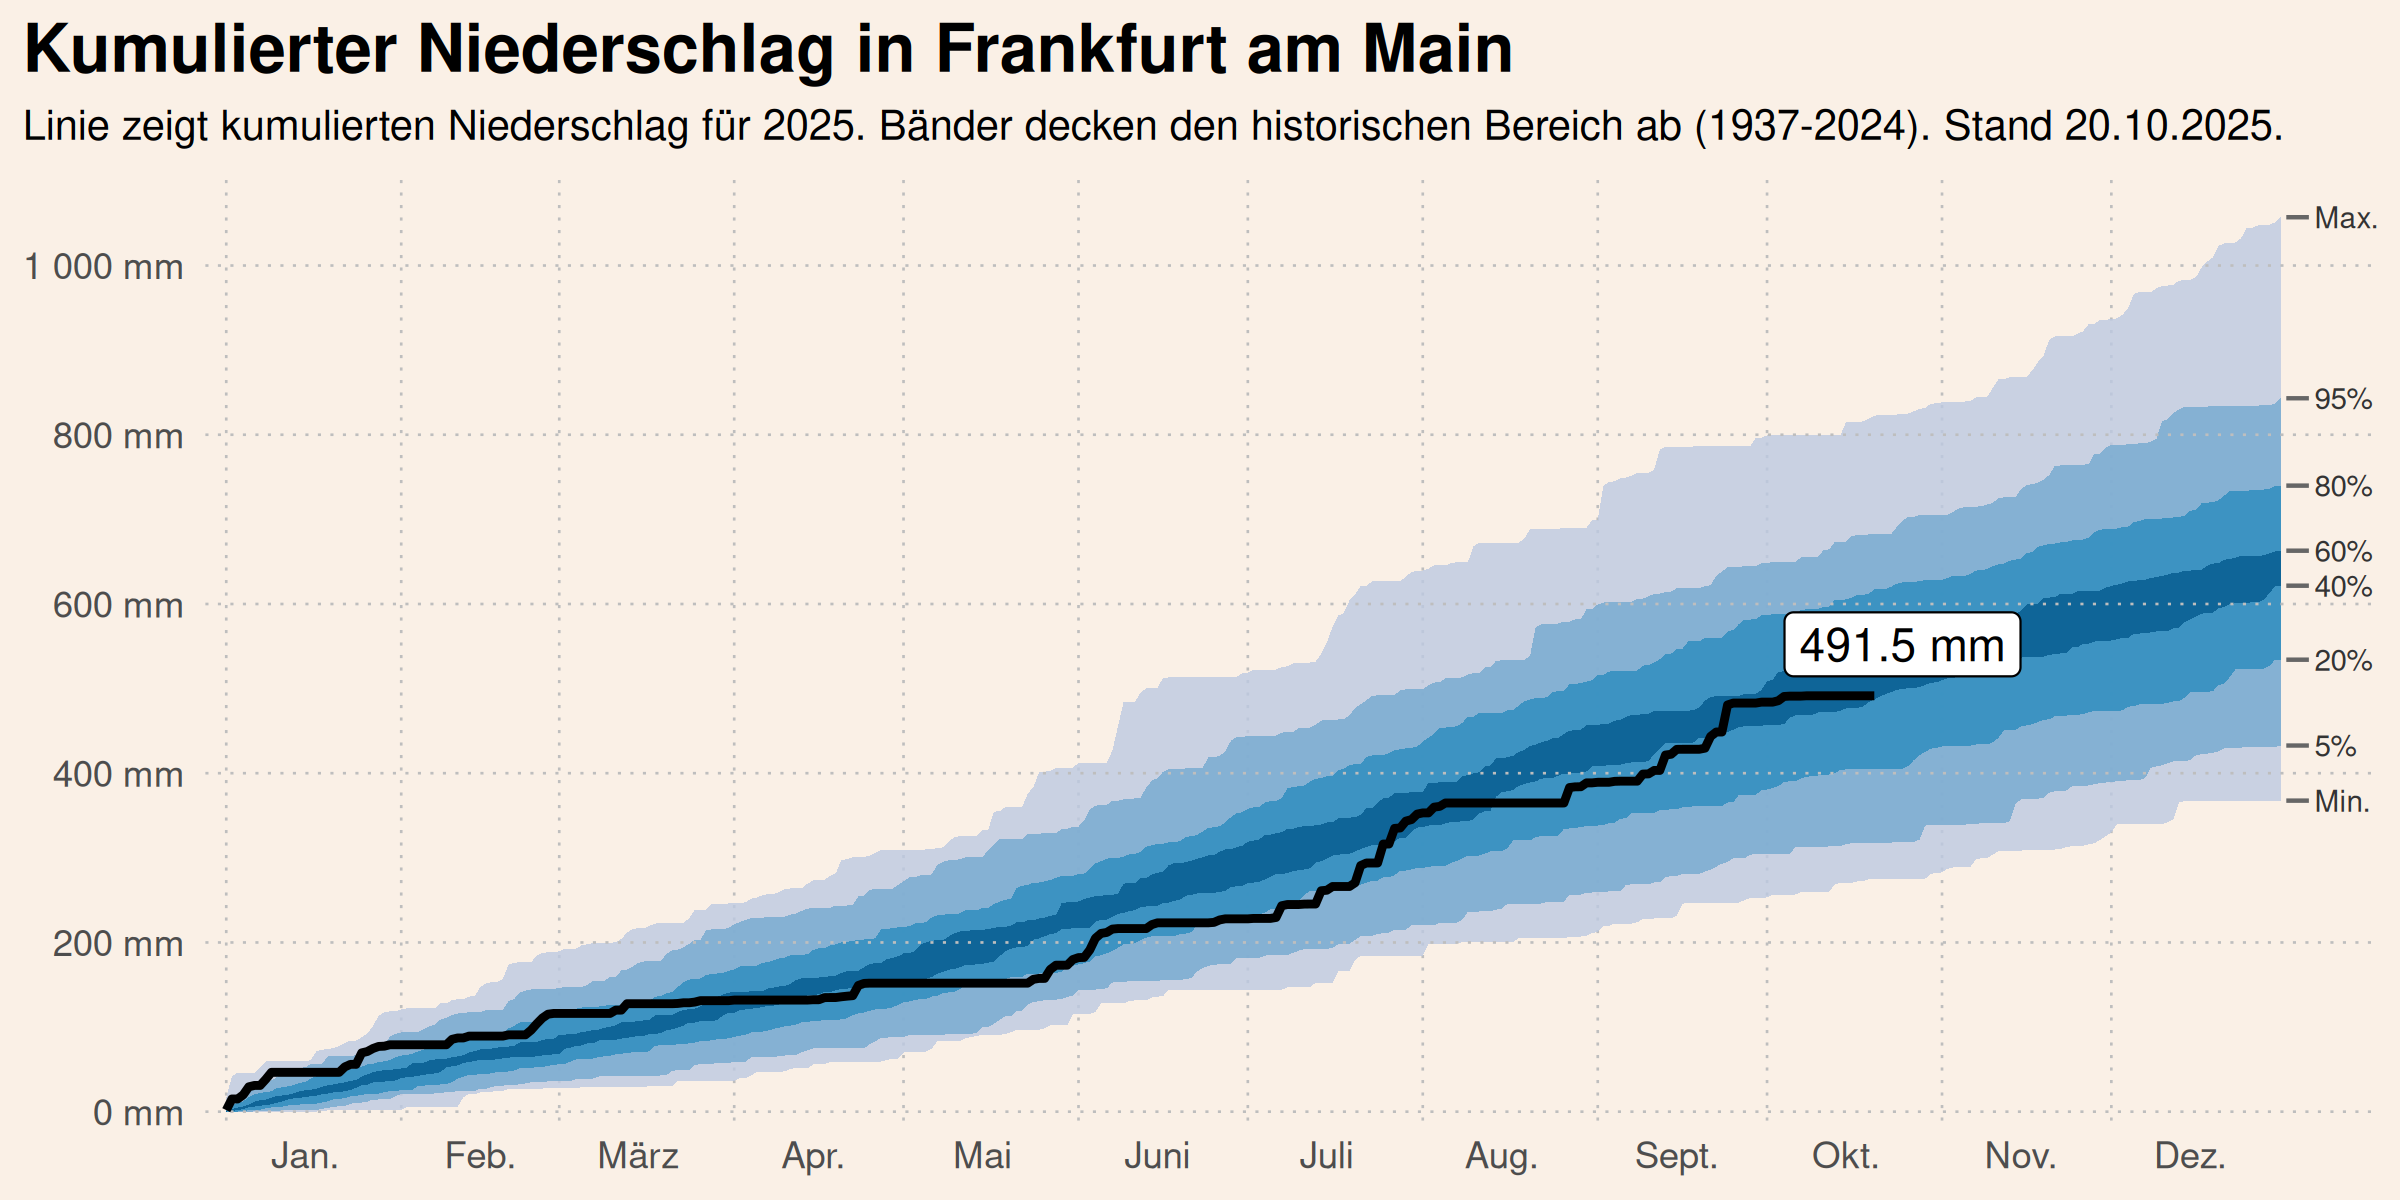 Kumulierter Niederschlag in Frankfurt am Main
Linie zeigt kumulierten Niederschlag für 2025. Bänder decken den historischen Bereich ab (1937-2024). Stand 20.10.2025.
Max.
1 000 mm
95%
800 mm
80%
60%
40%
600 mm
491.5 mm
20%
5%
400 mm
Min.
200 mm
0 mm
Jan. Feb. März Apr. Mai Juni Juli Aug. Sept. Okt. Nov. Dez.